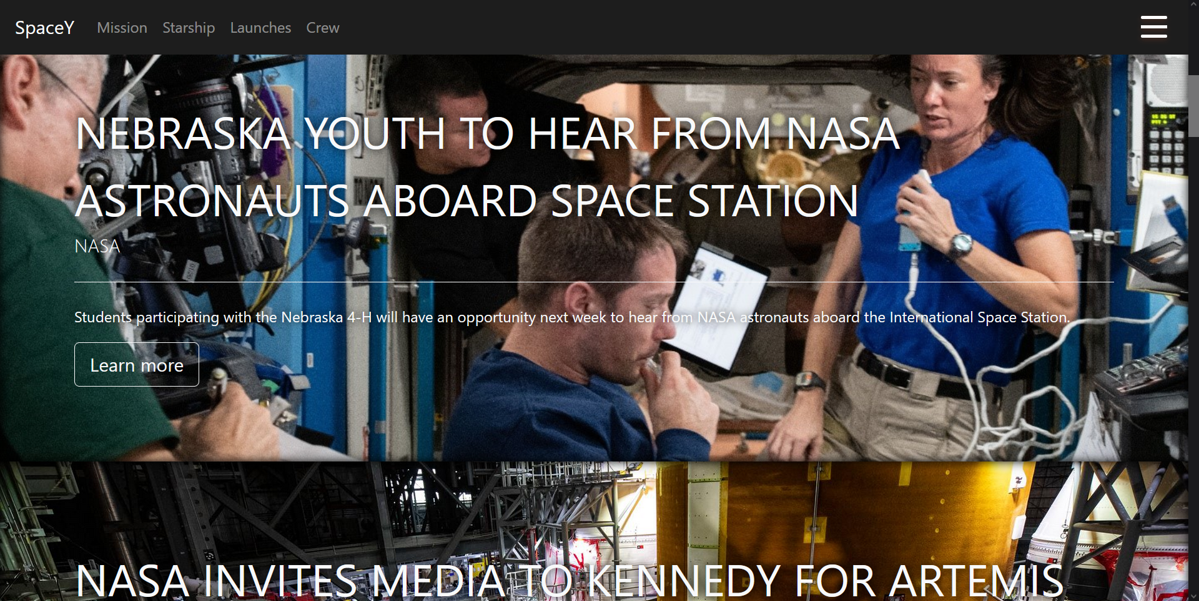 SpaceY Mission Starship Launches Crew
NEBRASKA YOUTH TO HEAR FROM NASA
ASTRONAUTS ABOARD SPACE STATION
NASA
Students participating with the Nebraska 4-H will have an opportunity next week to hear from NASA astronauts aboard the International Space Station.
Learn more
NASA INVITES MEDIA TO KENNEDY FOR ARTEMIS